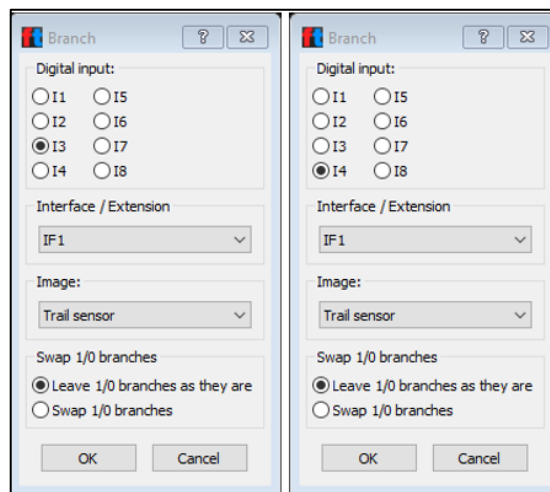 ft Branch ? X
Digital input:
I1 I5
I2 I6
I3 I7
I4 I8
Interface / Extension
IF1
Image:
Trail sensor
Swap 1/0 branches
Leave 1/0 branches as they are
Swap 1/0 branches
OK Cancel
ft Branch ? X
Digital input:
I1 I5
I2 I6
I3 I7
I4 I8
Interface / Extension
IF1
Image:
Trail sensor
Swap 1/0 branches
Leave 1/0 branches as they are
Swap 1/0 branches
OK Cancel